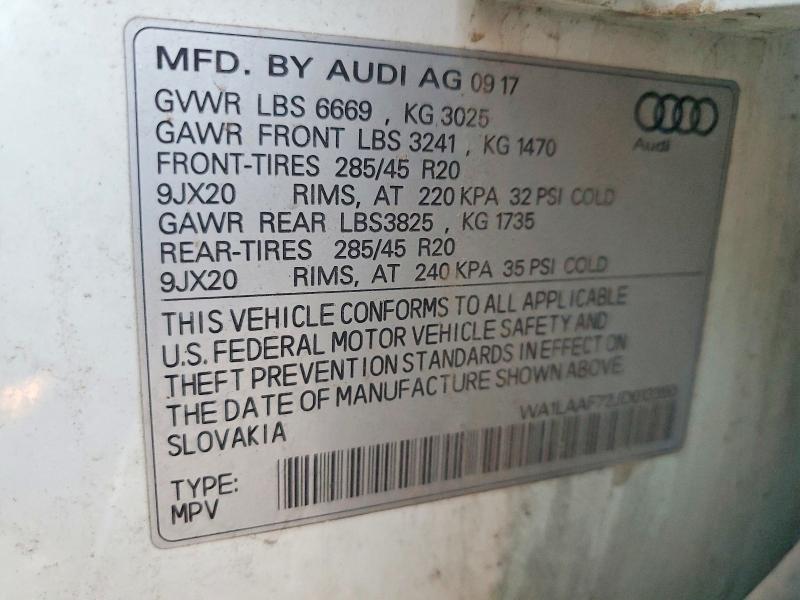 MFD. BY AUDI AG 09 17
GVWR LBS 6669 , KG 3025
GAWR FRONT LBS 3241 , KG 1470
FRONT-TIRES 285/45 R20
9JX20 RIMS, AT 220 KPA 32 PSI COLD
GAWR REAR LBS3825 , KG 1735
REAR-TIRES 285/45 R20
9JX20 RIMS, AT 240 KPA 35 PSI COLD
Audi
THIS VEHICLE CONFORMS TO ALL APPLICABLE
U.S. FEDERAL MOTOR VEHICLE SAFETY AND
THEFT PREVENTION STANDARDS IN EFFECT ON
THE DATE OF MANUFACTURE SHOWN ABOVE.
SLOVAKIA
TYPE:
MPV